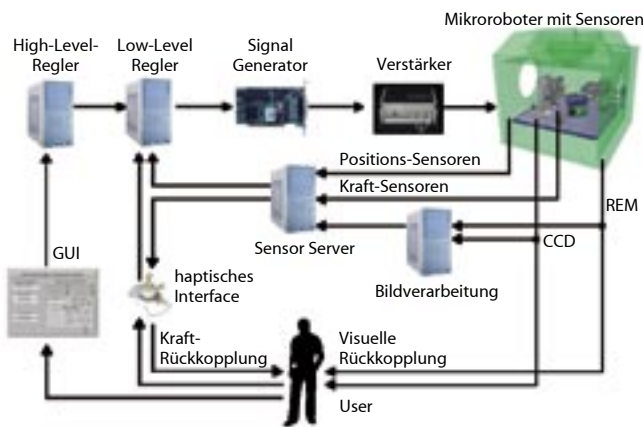 Mikroroboter mit Sensoren
High-Level-
Regler
Low-Level
Regler
Signal
Generator
Verstärker
Positions-Sensoren
Kraft-Sensoren
REM
Sensor Server
CCD
Bildverarbeitung
GUI
haptisches
Interface
Kraft-
Rückkopplung
Visuelle
Rückkopplung
User